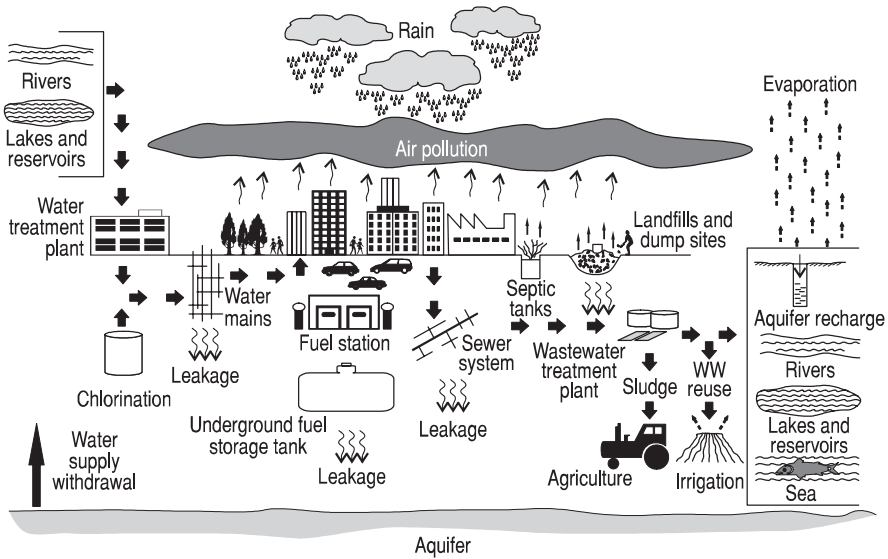 Rain
Rivers
Lakes and
reservoirs
Evaporation
Air pollution
Water
treatment
plant
Landfills and
dump sites
Water
mains
Septic
tanks
Fuel station
Sewer
system
Wastewater
treatment
plant
Sludge
WW
reuse
Aquifer recharge
Rivers
Lakes and
reservoirs
Sea
Chlorination
Leakage
Underground fuel
storage tank
Leakage
Leakage
Agriculture
Irrigation
Water
supply
withdrawal
Aquifer